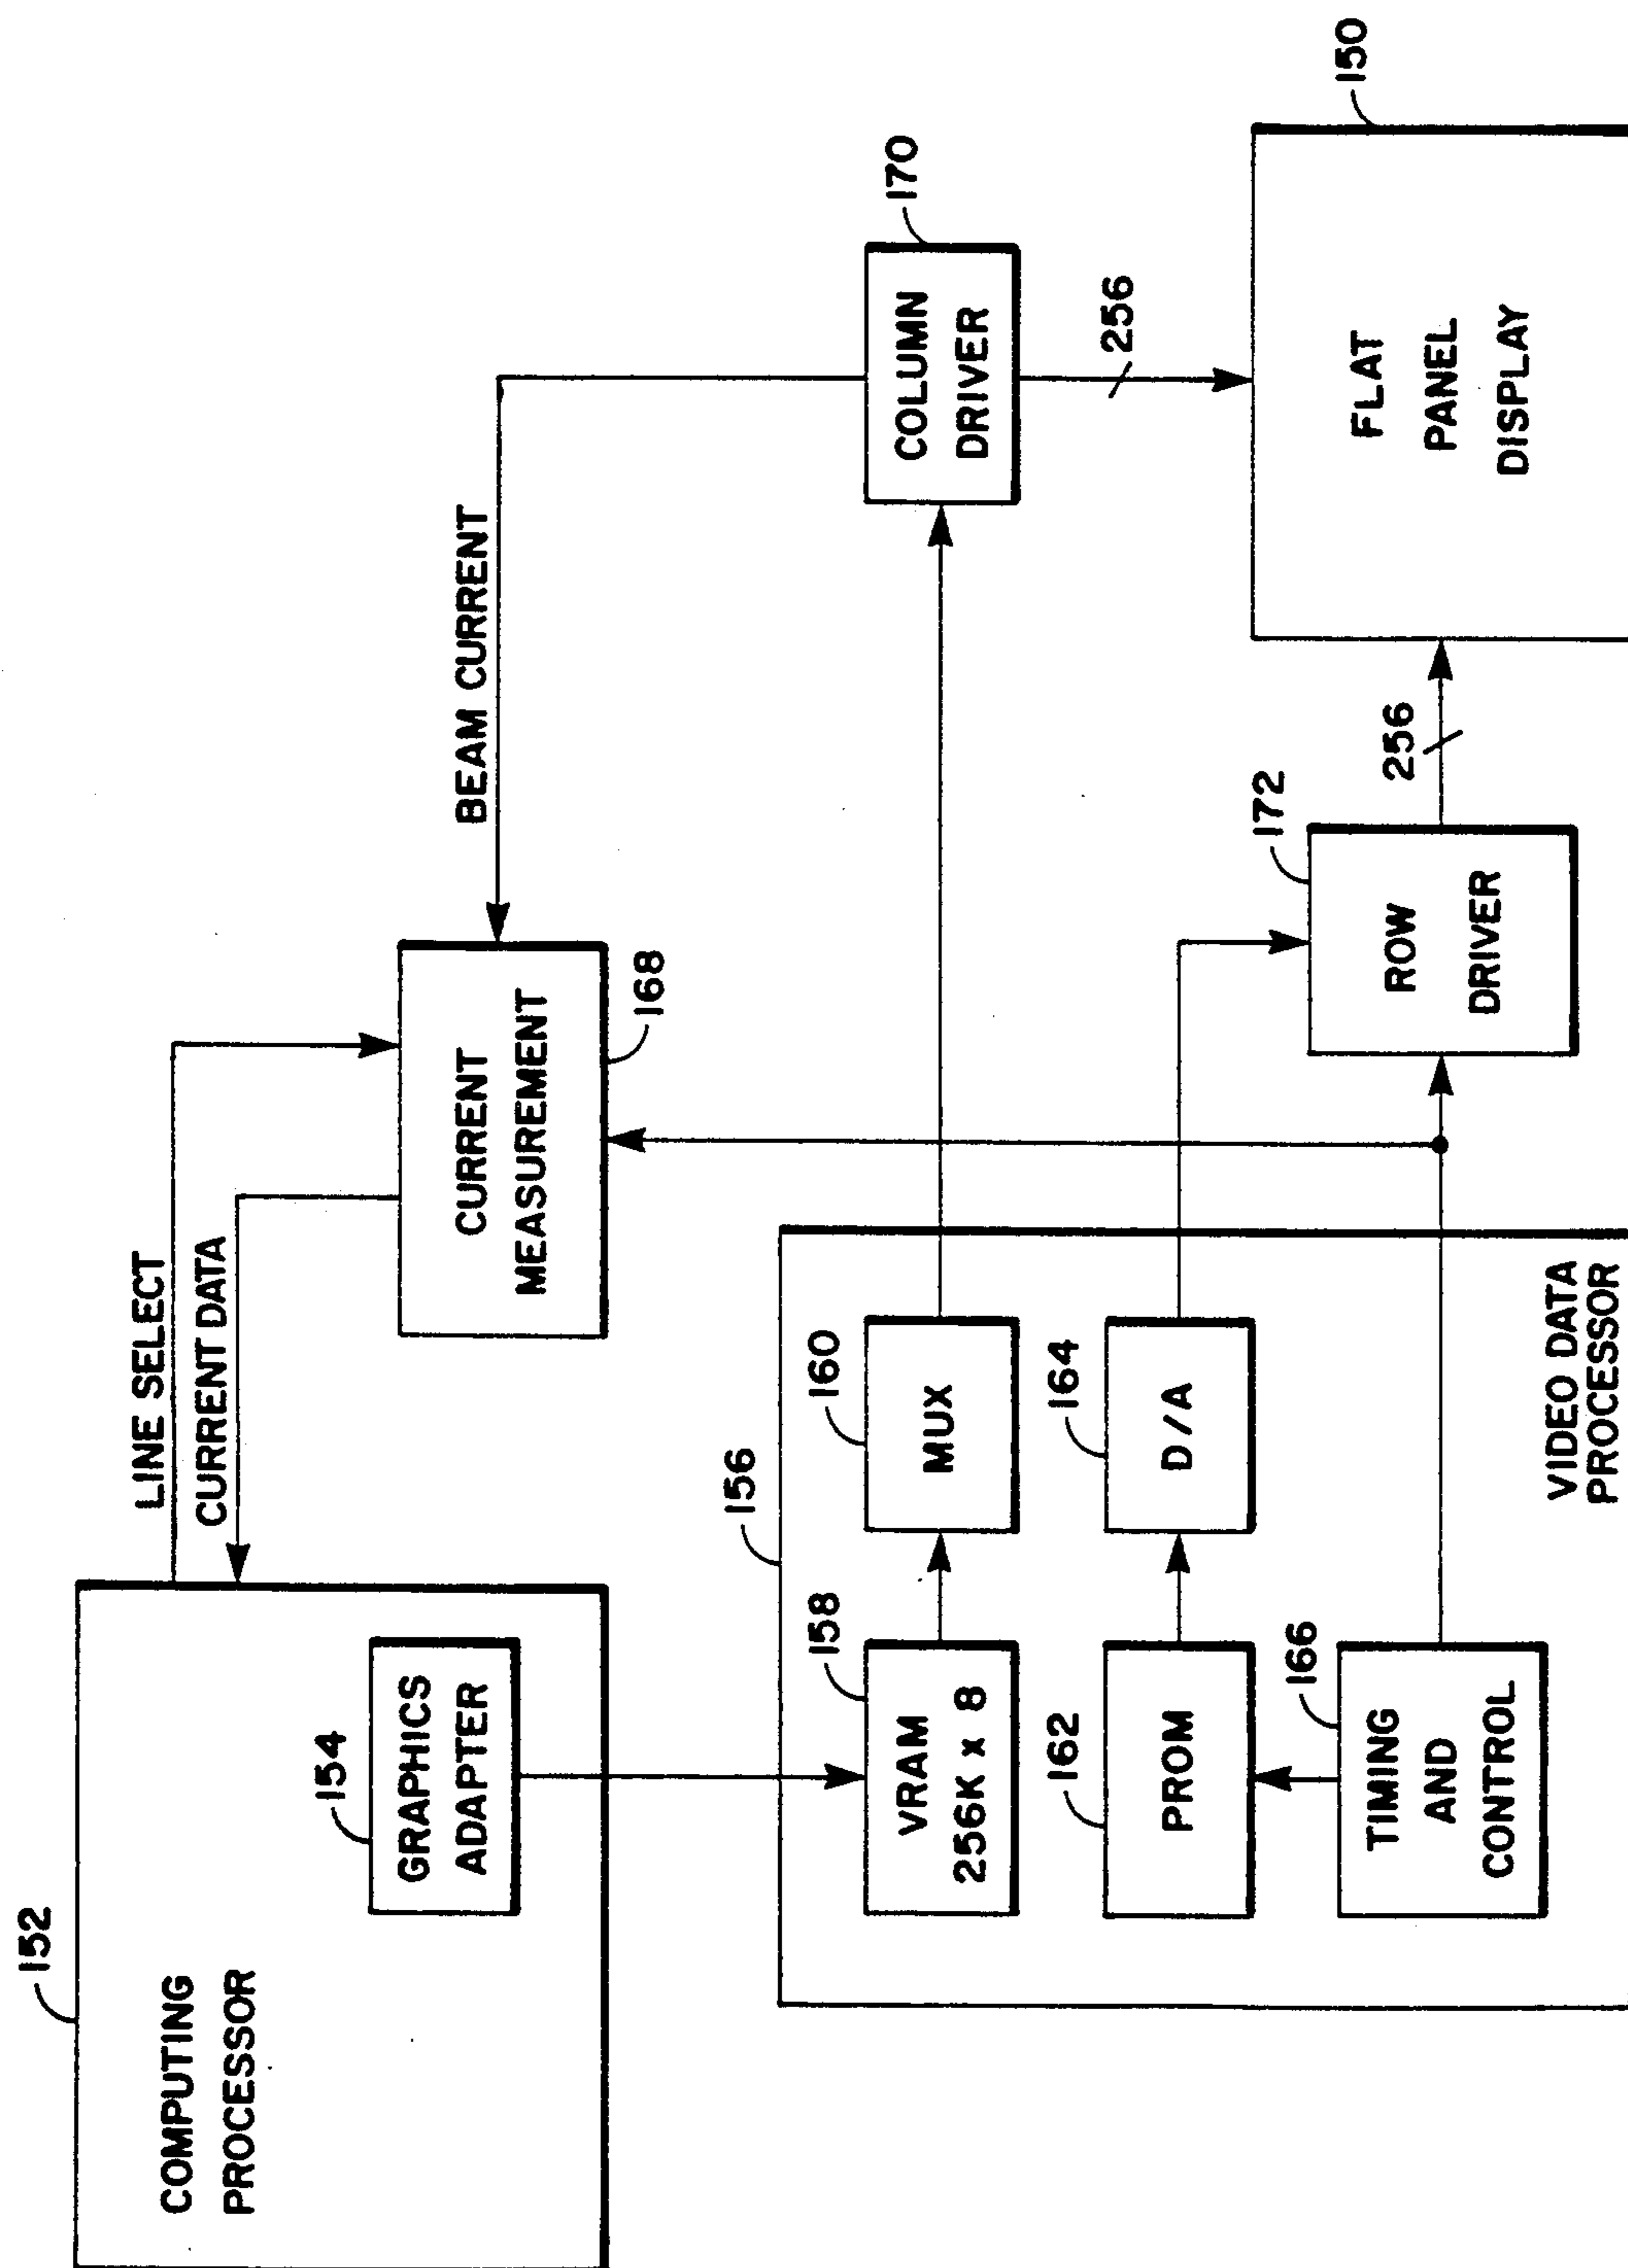 152
COMPUTING
PROCESSOR
154
GRAPHICS
ADAPTER
LINE SELECT
CURRENT DATA
CURRENT
MEASUREMENT
168
BEAM CURRENT
156
158
VRAM
256K x 8
160
MUX
162
PROM
164
D/A
166
TIMING
AND
CONTROL
VIDEO DATA
PROCESSOR
170
COLUMN
DRIVER
256
172
ROW
DRIVER
256
150
FLAT
PANEL
DISPLAY